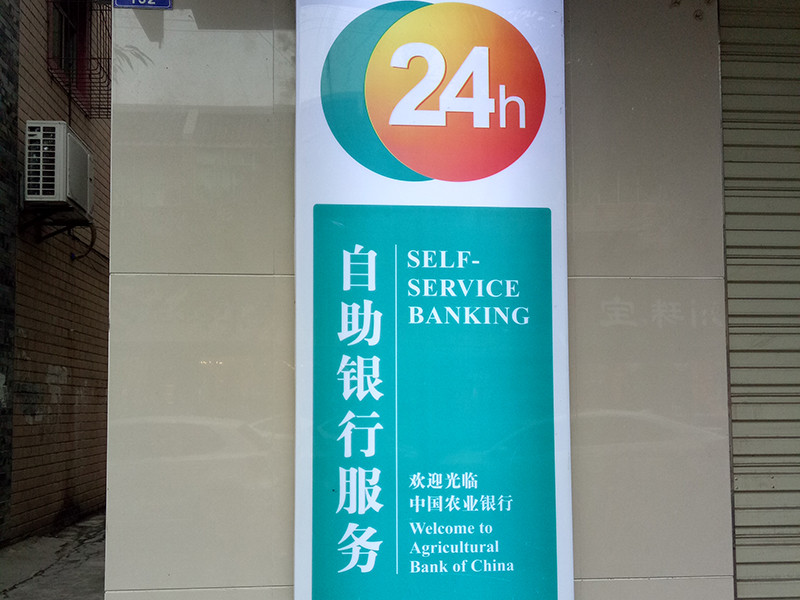 24h
自助银行服务
SELF-
SERVICE
BANKING
欢迎光临
中国农业银行
Welcome to
Agricultural
Bank of China